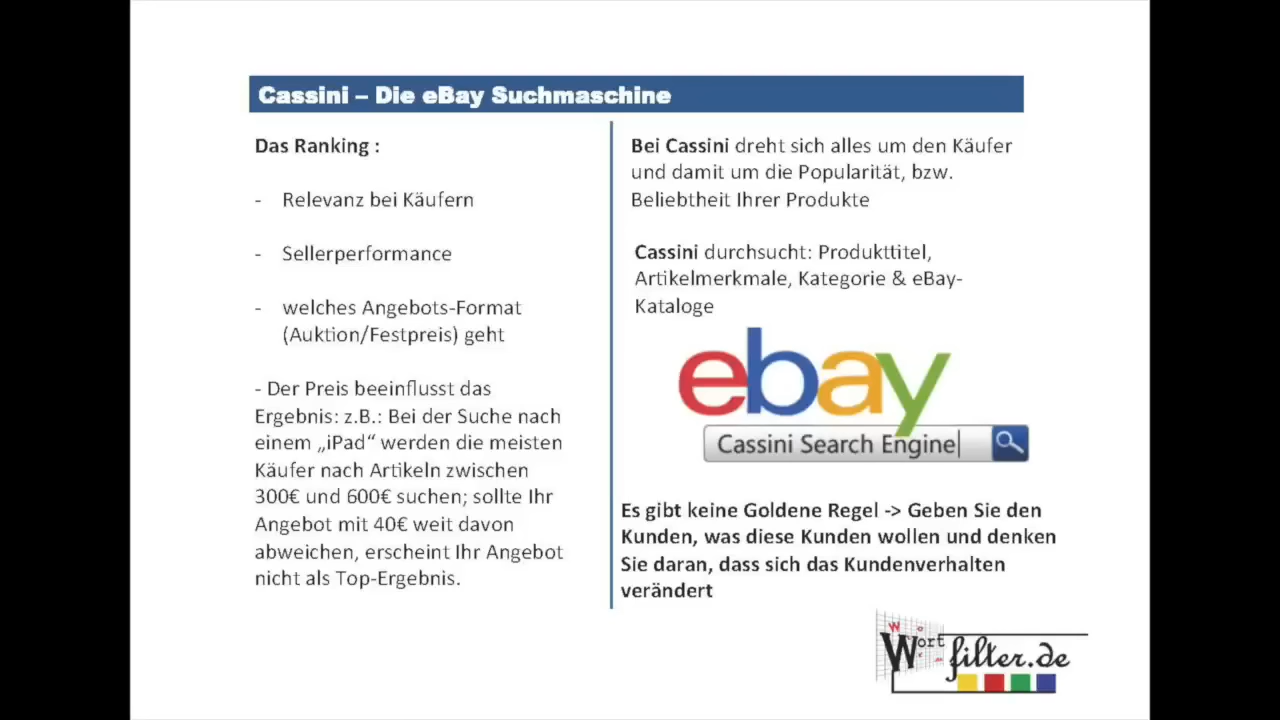 Cassini – Die eBay Suchmaschine
Das Ranking :
- Relevanz bei Käufern
- Sellerperformance
- welches Angebots-Format
(Auktion/Festpreis) geht
- Der Preis beeinflusst das
Ergebnis: z.B.: Bei der Suche nach
einem „iPad“ werden die meisten
Käufer nach Artikeln zwischen
300€ und 600€ suchen; sollte Ihr
Angebot mit 40€ weit davon
abweichen, erscheint Ihr Angebot
nicht als Top-Ergebnis.
Bei Cassini dreht sich alles um den Käufer
und damit um die Popularität, bzw.
Beliebtheit Ihrer Produkte
Cassini durchsucht: Produkttitel,
Artikelmerkmale, Kategorie & eBay-
Kataloge
ebay
Cassini Search Engine
Es gibt keine Goldene Regel -> Geben Sie den
Kunden, was diese Kunden wollen und denken
Sie daran, dass sich das Kundenverhalten
verändert
Wort
filter.de